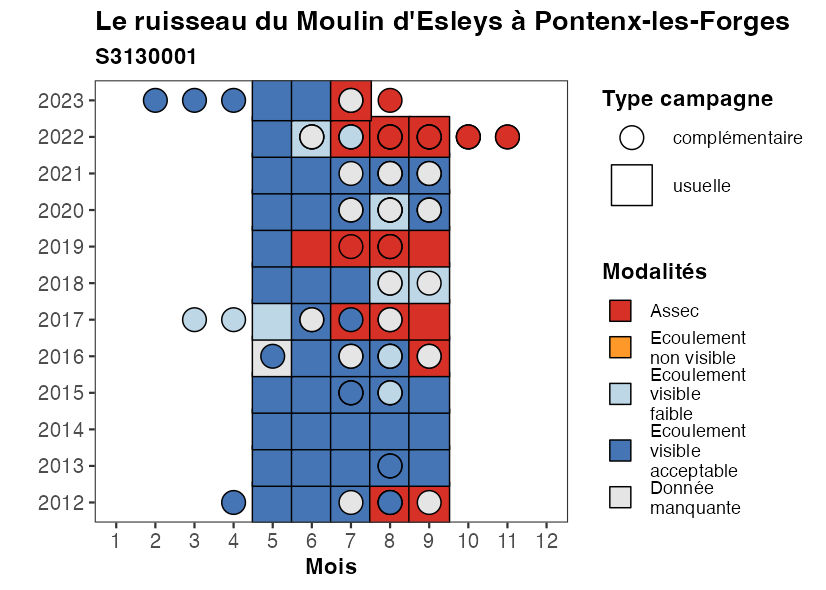 Le ruisseau du Moulin d'Esleys à Pontenx-les-Forges
S3130001
2023
2022
2021
2020
2019
2018
2017
2016
2015
2014
2013
2012
1 2 3 4 5 6 7 8 9 10 11 12
Mois
Type campagne
complémentaire
usuelle
Modalités
Assec
Ecoulement
non visible
Ecoulement
visible
faible
Ecoulement
visible
acceptable
Donnée
manquante